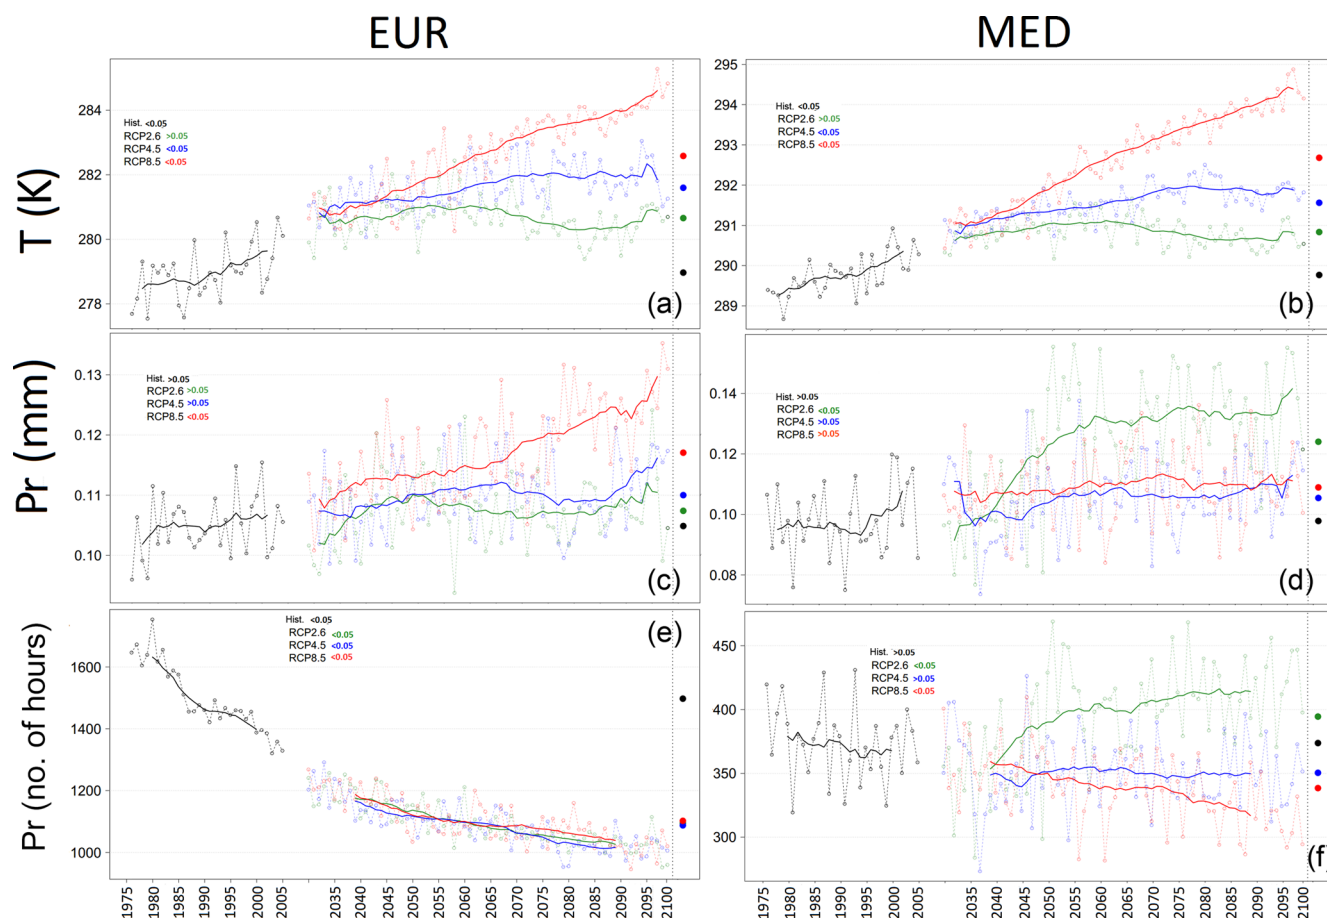 EUR
MED
T (K)
284
282
280
278
Hist. <0.05
RCP2.6 >0.05
RCP4.5 <0.05
RCP8.5 <0.05
(a)
295
294
293
292
291
290
289
Hist. <0.05
RCP2.6 >0.05
RCP4.5 <0.05
RCP8.5 <0.05
(b)
Pr (mm)
0.13
0.12
0.11
0.10
Hist. >0.05
RCP2.6 >0.05
RCP4.5 >0.05
RCP8.5 <0.05
(c)
0.14
0.12
0.10
0.08
Hist. >0.05
RCP2.6 <0.05
RCP4.5 >0.05
RCP8.5 >0.05
(d)
Pr (no. of hours)
1600
1400
1200
1000
Hist. <0.05
RCP2.6 <0.05
RCP4.5 <0.05
RCP8.5 <0.05
(e)
450
400
350
300
Hist. >0.05
RCP2.6 <0.05
RCP4.5 >0.05
RCP8.5 <0.05
(f)
1975 1980 1985 1990 1995 2000 2005 2030 2035 2040 2045 2050 2055 2060 2065 2070 2075 2080 2085 2090 2095 2100
1975 1980 1985 1990 1995 2000 2005 2030 2035 2040 2045 2050 2055 2060 2065 2070 2075 2080 2085 2090 2095 2100